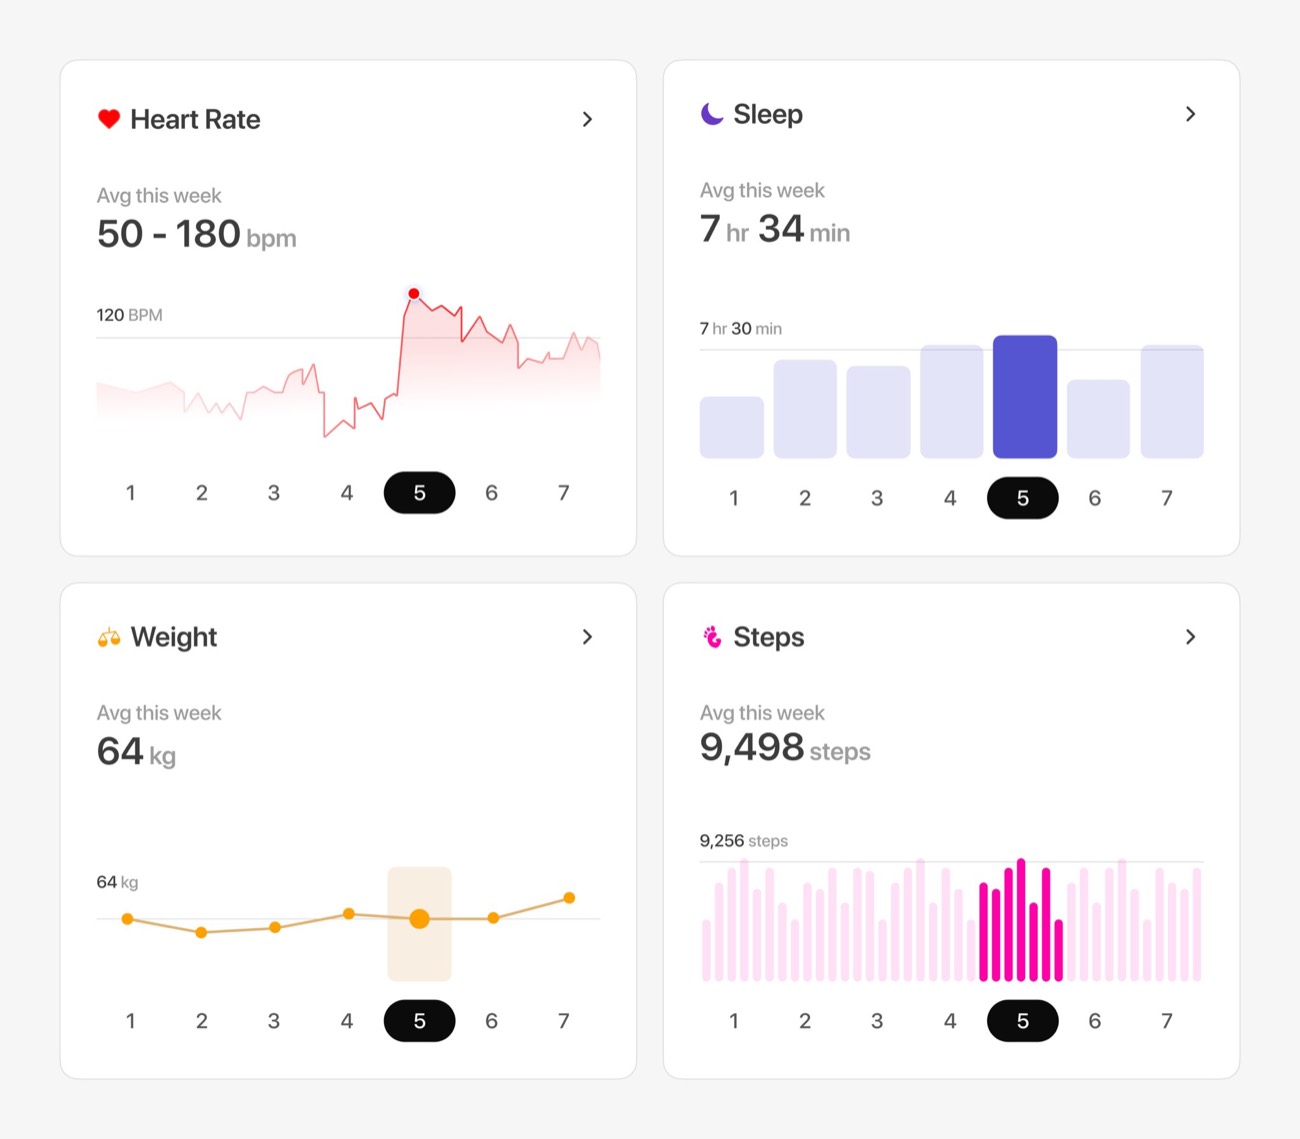 Heart Rate
Avg this week
50 - 180 bpm
120 BPM
1 2 3 4 5 6 7
Sleep
Avg this week
7 hr 34 min
7 hr 30 min
1 2 3 4 5 6 7
Weight
Avg this week
64 kg
64 kg
1 2 3 4 5 6 7
Steps
Avg this week
9,498 steps
9,256 steps
1 2 3 4 5 6 7